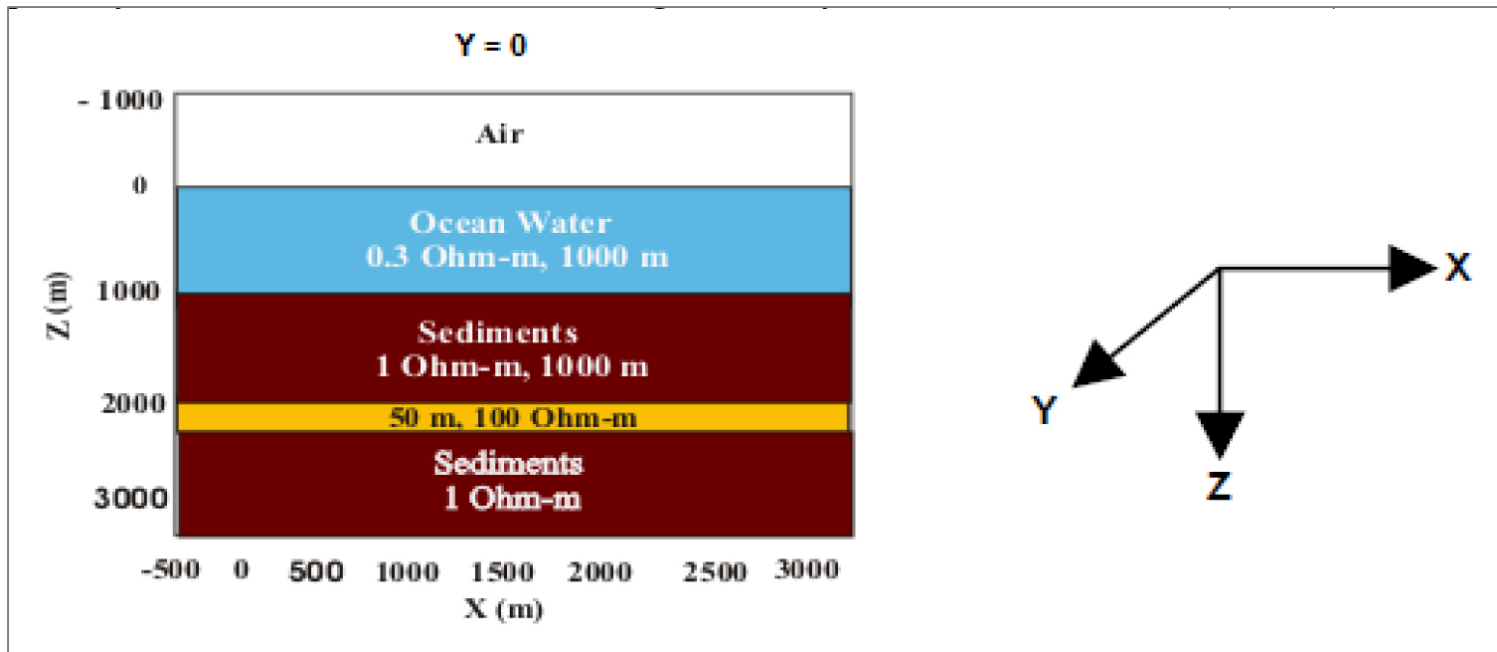 Y = 0
- 1000
Air
0
Ocean Water
0.3 Ohm-m, 1000 m
Z (m)
1000
Sediments
1 Ohm-m, 1000 m
2000
50 m, 100 Ohm-m
Sediments
3000
1 Ohm-m
-500 0 500 1000 1500 2000 2500 3000
X (m)
X
Y
Z